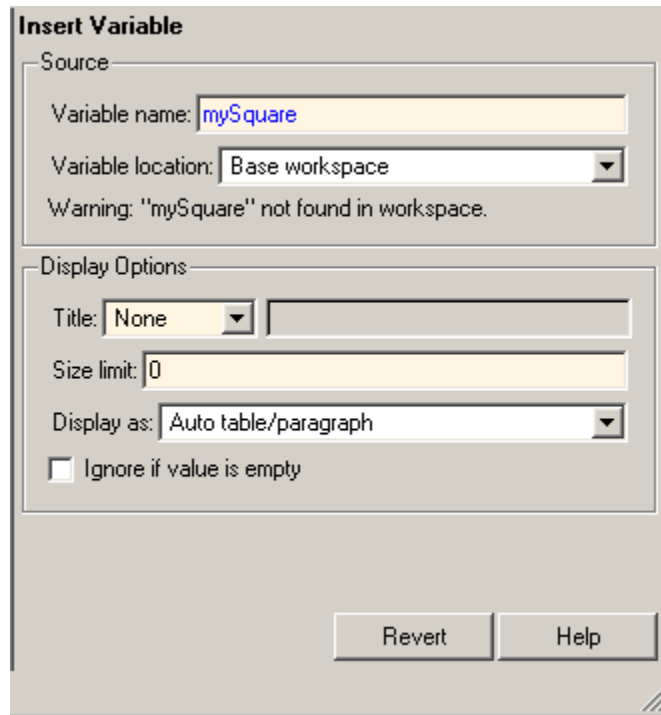 Insert Variable
Source
Variable name: mySquare
Variable location: Base workspace
Warning: "mySquare" not found in workspace.
Display Options
Title: None
Size limit: 0
Display as: Auto table/paragraph
Ignore if value is empty
Revert Help